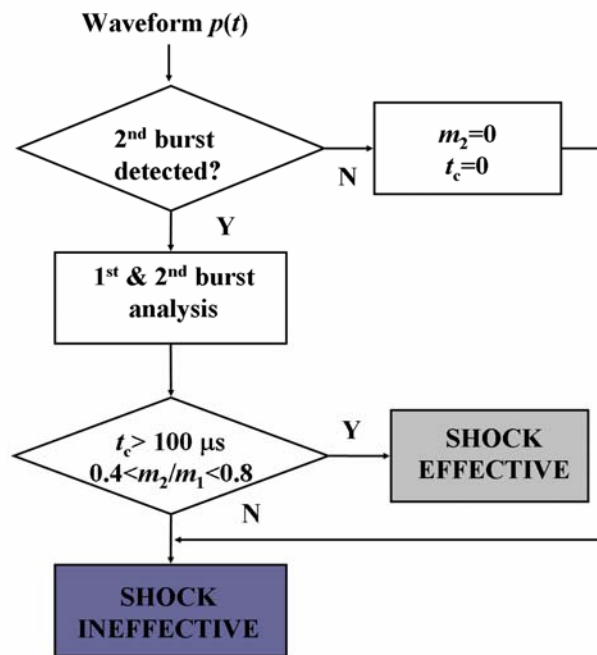 Waveform p(t)
2nd burst
detected?
N
m2=0
tc=0
Y
1st & 2nd burst
analysis
tc> 100 μs
0.4<m2/m1<0.8
Y
SHOCK
EFFECTIVE
N
SHOCK
INEFFECTIVE